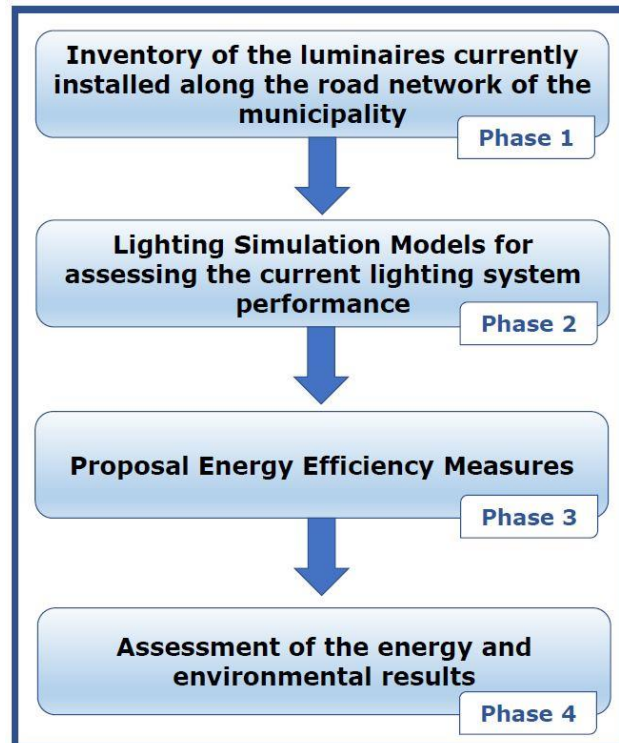 Inventory of the luminaires currently
installed along the road network of the
municipality
Phase 1
Lighting Simulation Models for
assessing the current lighting system
performance
Phase 2
Proposal Energy Efficiency Measures
Phase 3
Assessment of the energy and
environmental results
Phase 4